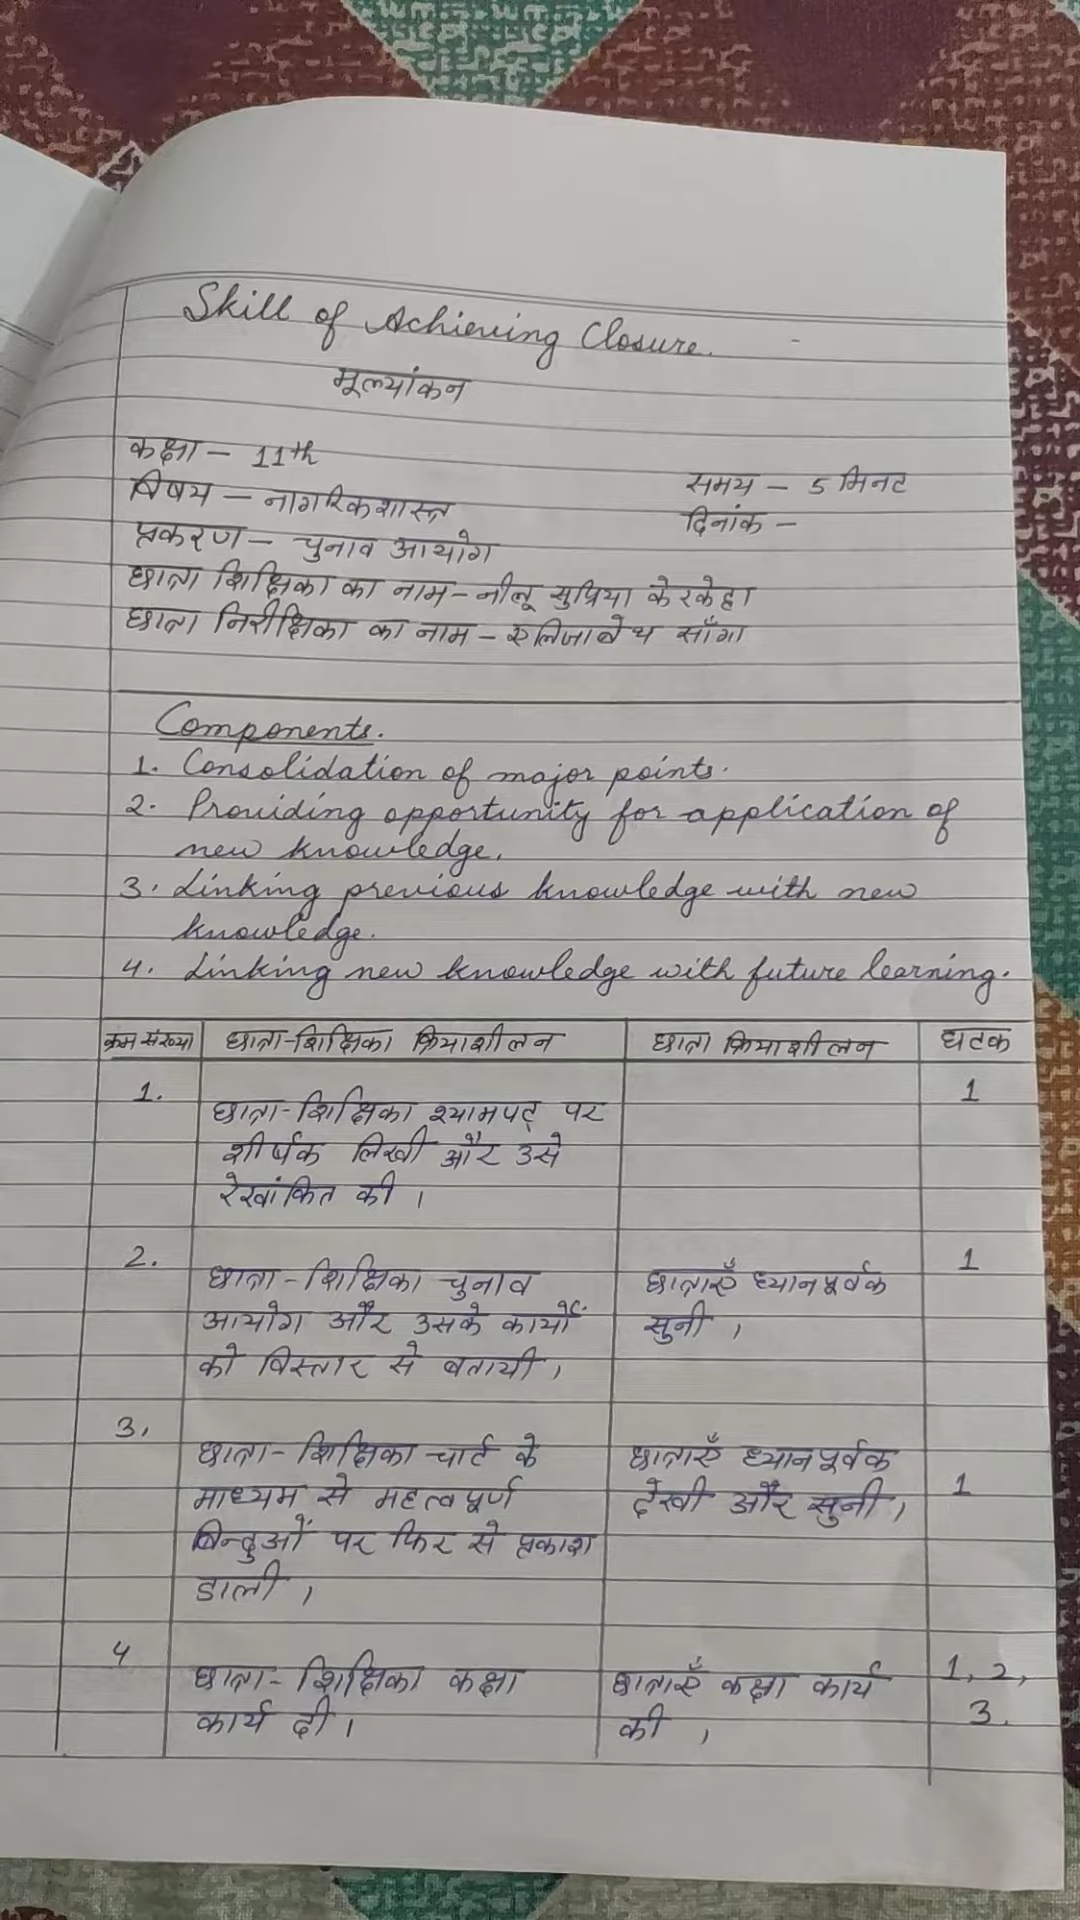 Skill of Achieving Closure.
मूल्यांकन
कक्षा – 11th
समय – 5 मिनट
विषय – नागरिकशास्त्र
दिनांक –
प्रकरण – चुनाव आयोग
छात्रा शिक्षिका का नाम – नीलू सुप्रिया केरकेट्टा
छात्रा निरीक्षिका का नाम – एलिजाबेथ साँगा
Components.
1. Consolidation of major points.
2. Providing opportunity for application of
new knowledge.
3. Linking previous knowledge with new
knowledge.
4. Linking new knowledge with future learning.
क्रम संख्या छात्रा-शिक्षिका क्रियाशीलन छात्रा क्रियाशीलन घटक
1. 1
छात्रा-शिक्षिका श्यामपट् पर
शीर्षक लिखी और उसे
रेखांकित की ।
2. 1
छात्रा-शिक्षिका चुनाव छात्राएँ ध्यानपूर्वक
आयोग और उसके कार्यों सुनी ।
को विस्तार से बतायी ।
3.
छात्रा-शिक्षिका चार्ट के छात्राएँ ध्यानपूर्वक
माध्यम से महत्वपूर्ण देखी और सुनी । 1
बिन्दुओं पर फिर से प्रकाश
डाली ।
4 छात्रा-शिक्षिका कक्षा छात्राएँ कक्षा कार्य 1, 2,
कार्य दी । की । 3.